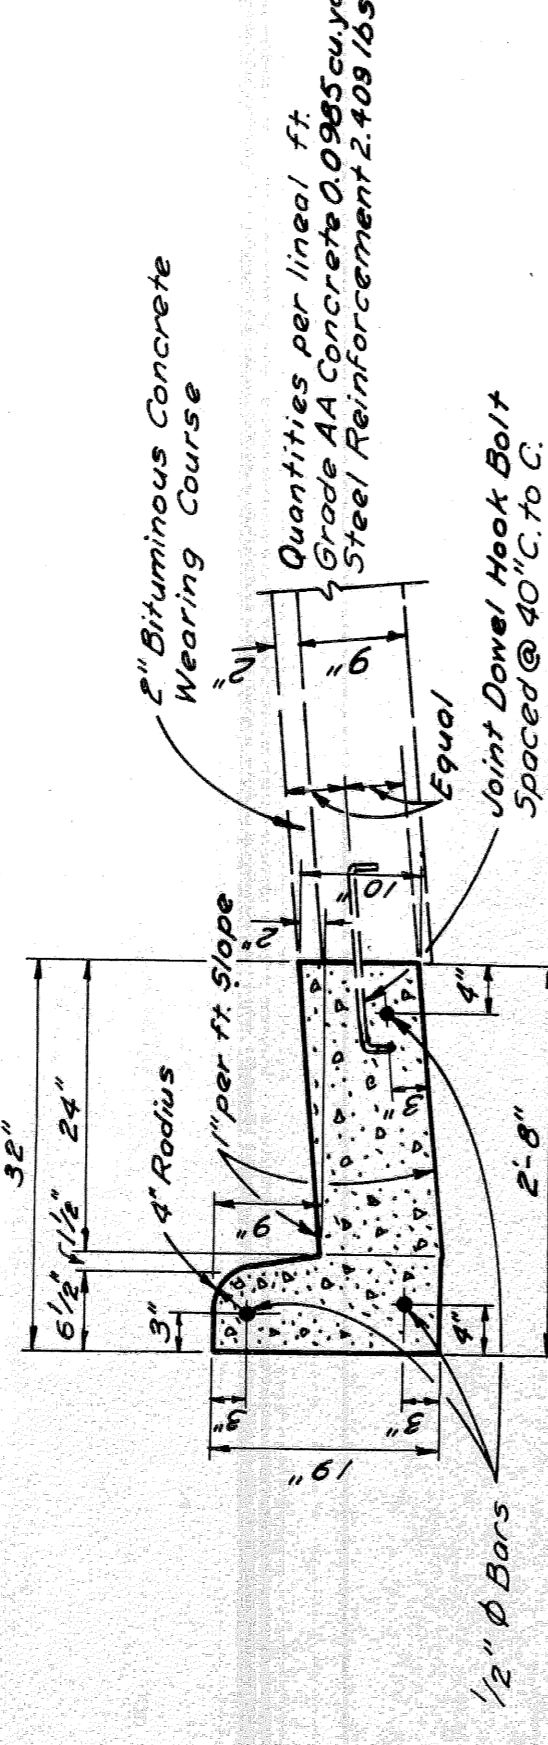 32"
6½"
1½"
24"
3"
4" Radius
1" per ft. Slope
2" Bituminous Concrete
Wearing Course
Quantities per lineal ft.
Grade AA Concrete 0.0985 cu.yd
Steel Reinforcement 2.409 lbs
3"
19"
3"
9"
2"
10"
2"
9"
Equal
3"
4"
4"
2'-8"
Joint Dowel Hook Bolt
Spaced @ 40" C. to C.
½" Φ Bars